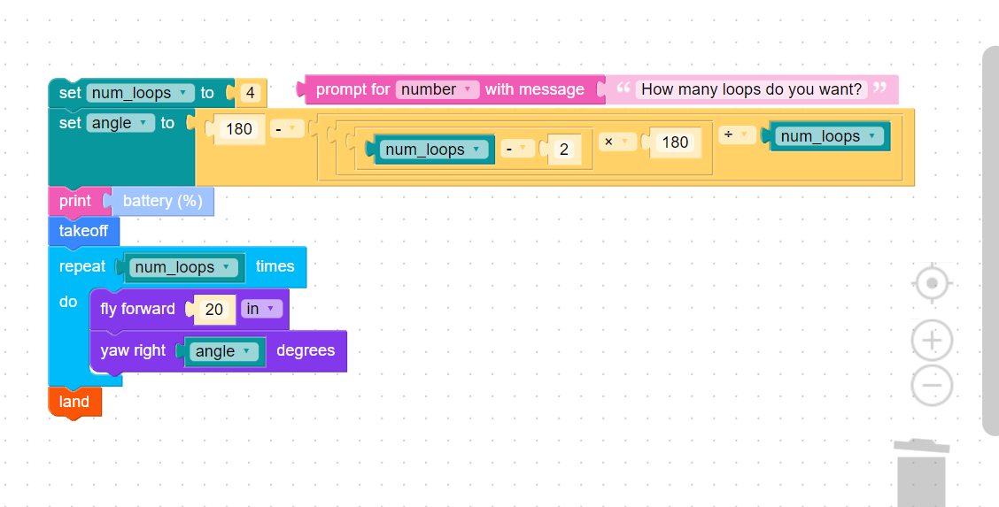 set num_loops ▾ to 4 prompt for number ▾ with message “ How many loops do you want? ”
set angle ▾ to 180 - ▾ num_loops ▾ - ▾ 2 × ▾ 180 ÷ ▾ num_loops ▾
print battery (%)
takeoff
repeat num_loops ▾ times
do fly forward 20 in ▾
yaw right angle ▾ degrees
land